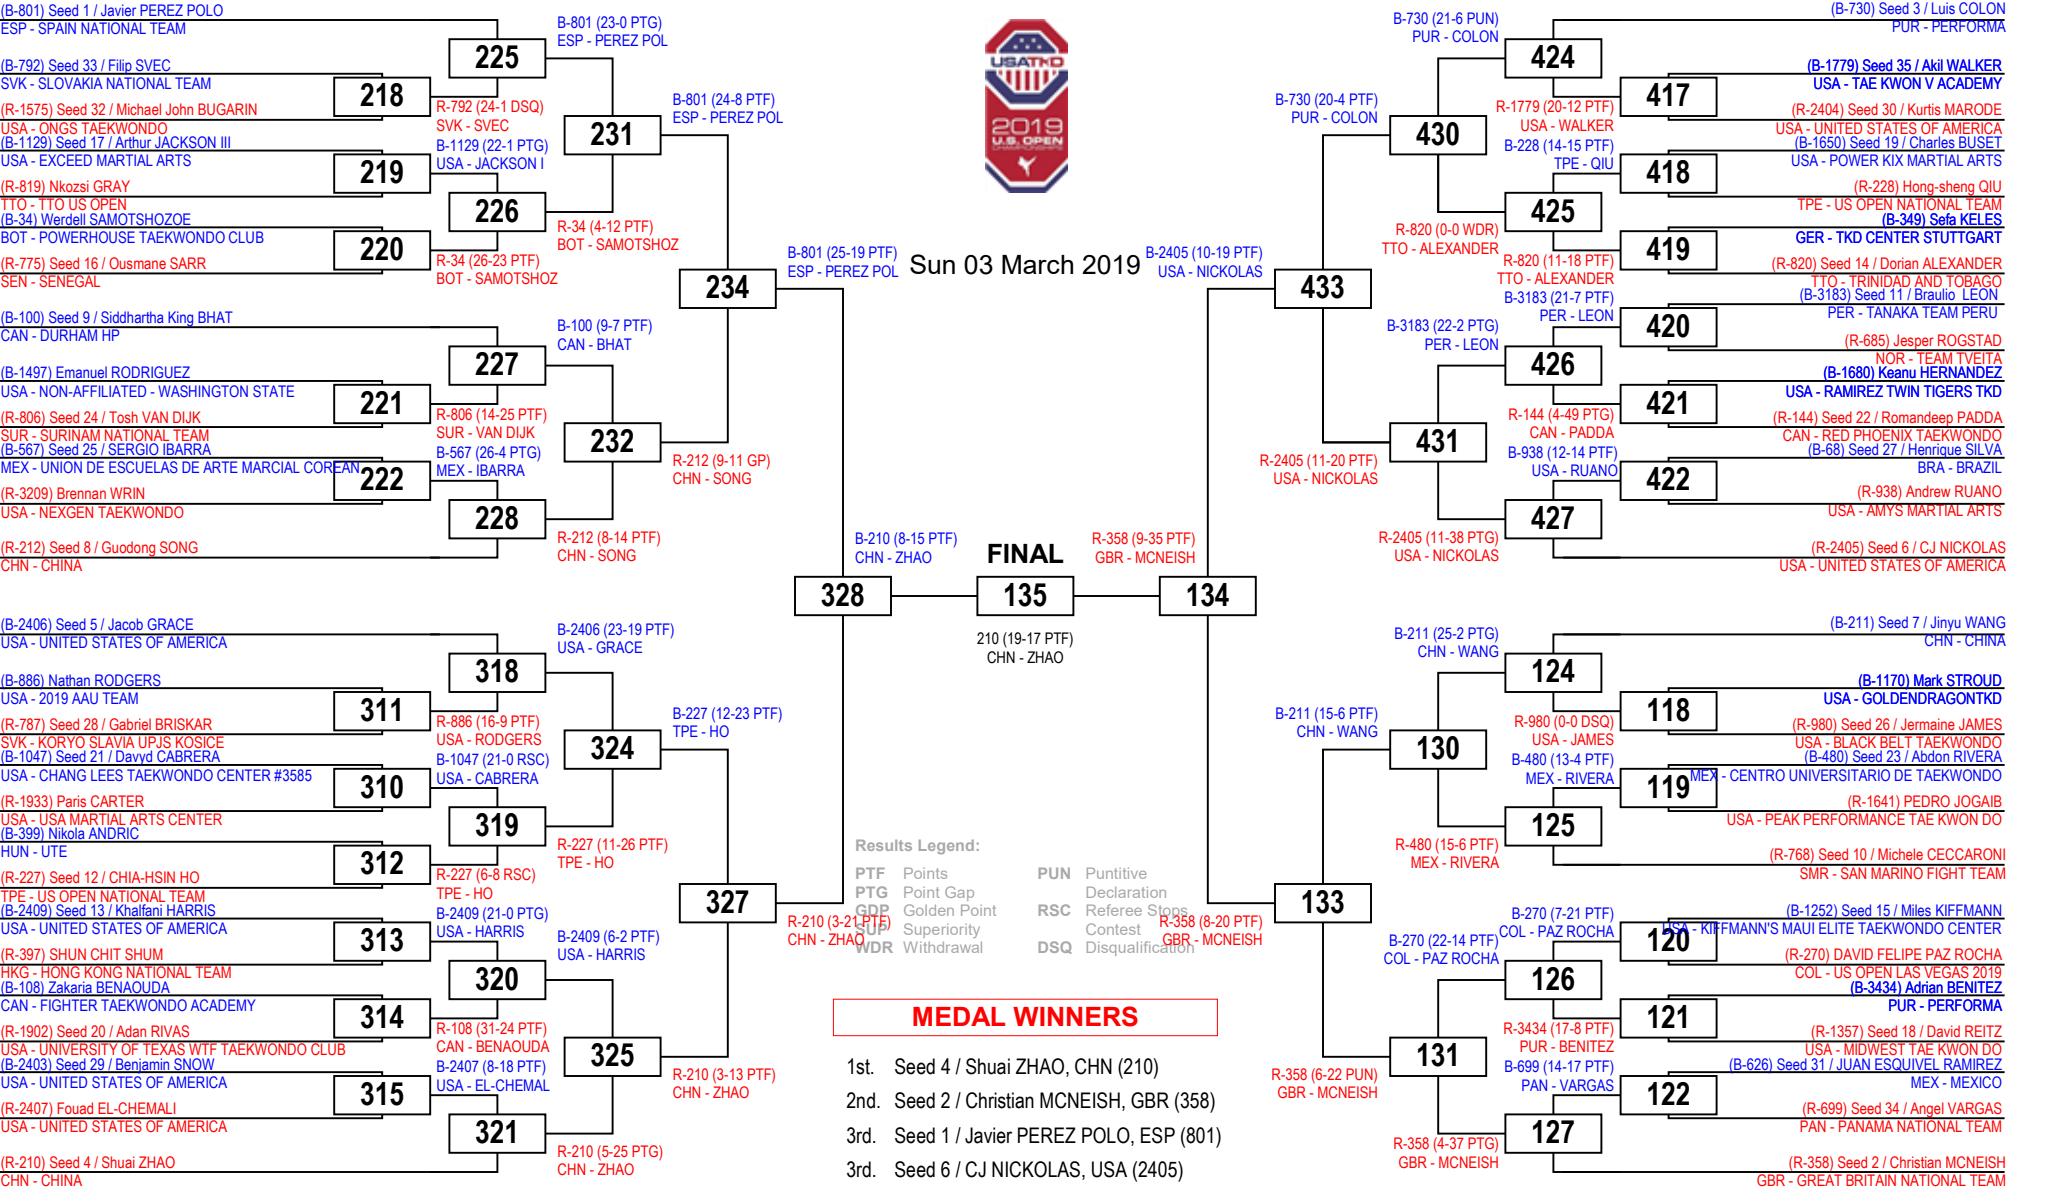 (B-801) Seed 1 / Javier PEREZ POLO
ESP - SPAIN NATIONAL TEAM
(B-792) Seed 33 / Filip SVEC
SVK - SLOVAKIA NATIONAL TEAM
(R-1575) Seed 32 / Michael John BUGARIN
USA - ONGS TAEKWONDO
(B-1129) Seed 17 / Arthur JACKSON III
USA - EXCEED MARTIAL ARTS
(R-819) Nkozsi GRAY
TTO - TTO US OPEN
(B-34) Werdell SAMOTSHOZOE
BOT - POWERHOUSE TAEKWONDO CLUB
(R-775) Seed 16 / Ousmane SARR
SEN - SENEGAL
(B-100) Seed 9 / Siddhartha King BHAT
CAN - DURHAM HP
(B-1497) Emanuel RODRIGUEZ
USA - NON-AFFILIATED - WASHINGTON STATE
(R-806) Seed 24 / Tosh VAN DIJK
SUR - SURINAM NATIONAL TEAM
(B-567) Seed 25 / SERGIO IBARRA
MEX - UNION DE ESCUELAS DE ARTE MARCIAL COREAN
(R-3209) Brennan WRIN
USA - NEXGEN TAEKWONDO
(R-212) Seed 8 / Guodong SONG
CHN - CHINA
(B-2406) Seed 5 / Jacob GRACE
USA - UNITED STATES OF AMERICA
(B-886) Nathan RODGERS
USA - 2019 AAU TEAM
(R-787) Seed 28 / Gabriel BRISKAR
SVK - KORYO SLAVIA UPJS KOSICE
(B-1047) Seed 21 / Davyd CABRERA
USA - CHANG LEES TAEKWONDO CENTER #3585
(R-1933) Paris CARTER
USA - USA MARTIAL ARTS CENTER
(B-399) Nikola ANDRIC
HUN - UTE
(R-227) Seed 12 / CHIA-HSIN HO
TPE - US OPEN NATIONAL TEAM
(B-2409) Seed 13 / Khalfani HARRIS
USA - UNITED STATES OF AMERICA
(R-397) SHUN CHIT SHUM
HKG - HONG KONG NATIONAL TEAM
(B-108) Zakaria BENAOUDA
CAN - FIGHTER TAEKWONDO ACADEMY
(R-1902) Seed 20 / Adan RIVAS
USA - UNIVERSITY OF TEXAS WTF TAEKWONDO CLUB
(B-2403) Seed 29 / Benjamin SNOW
USA - UNITED STATES OF AMERICA
(R-2407) Fouad EL-CHEMALI
USA - UNITED STATES OF AMERICA
(R-210) Seed 4 / Shuai ZHAO
CHN - CHINA
218
219
220
221
222
311
310
312
313
314
315
R-792 (24-1 DSQ)
SVK - SVEC
B-1129 (22-1 PTG)
USA - JACKSON I
R-34 (26-23 PTF)
BOT - SAMOTSHOZ
R-806 (14-25 PTF)
SUR - VAN DIJK
B-567 (26-4 PTG)
MEX - IBARRA
R-886 (16-9 PTF)
USA - RODGERS
B-1047 (21-0 RSC)
USA - CABRERA
R-227 (6-8 RSC)
TPE - HO
B-2409 (21-0 PTG)
USA - HARRIS
R-108 (31-24 PTF)
CAN - BENAOUDA
B-2407 (8-18 PTF)
USA - EL-CHEMAL
225
226
227
228
318
319
320
321
B-801 (23-0 PTG)
ESP - PEREZ POL
R-34 (4-12 PTF)
BOT - SAMOTSHOZ
B-100 (9-7 PTF)
CAN - BHAT
R-212 (8-14 PTF)
CHN - SONG
B-2406 (23-19 PTF)
USA - GRACE
R-227 (11-26 PTF)
TPE - HO
B-2409 (6-2 PTF)
USA - HARRIS
R-210 (5-25 PTG)
CHN - ZHAO
231
232
324
325
B-801 (24-8 PTF)
ESP - PEREZ POL
R-212 (9-11 GP)
CHN - SONG
B-227 (12-23 PTF)
TPE - HO
R-210 (3-13 PTF)
CHN - ZHAO
234
327
B-801 (25-19 PTF)
ESP - PEREZ POL
R-210 (3-21 PTF)
CHN - ZHAO
328
B-210 (8-15 PTF)
CHN - ZHAO
USATKD
2019
U.S. OPEN
CHAMPIONSHIPS
Sun 03 March 2019
FINAL
135
210 (19-17 PTF)
CHN - ZHAO
R-358 (9-35 PTF)
GBR - MCNEISH
134
B-2405 (10-19 PTF)
USA - NICKOLAS
R-358 (8-20 PTF)
GBR - MCNEISH
433
133
B-730 (20-4 PTF)
PUR - COLON
R-2405 (11-20 PTF)
USA - NICKOLAS
B-211 (15-6 PTF)
CHN - WANG
R-358 (6-22 PUN)
GBR - MCNEISH
430
431
130
131
B-730 (21-6 PUN)
PUR - COLON
R-820 (0-0 WDR)
TTO - ALEXANDER
B-3183 (22-2 PTG)
PER - LEON
R-2405 (11-38 PTG)
USA - NICKOLAS
B-211 (25-2 PTG)
CHN - WANG
R-480 (15-6 PTF)
MEX - RIVERA
B-270 (22-14 PTF)
COL - PAZ ROCHA
R-358 (4-37 PTG)
GBR - MCNEISH
424
425
426
427
124
125
126
127
R-1779 (20-12 PTF)
USA - WALKER
B-228 (14-15 PTF)
TPE - QIU
R-820 (11-18 PTF)
TTO - ALEXANDER
B-3183 (21-7 PTF)
PER - LEON
R-144 (4-49 PTG)
CAN - PADDA
B-938 (12-14 PTF)
USA - RUANO
R-980 (0-0 DSQ)
USA - JAMES
B-480 (13-4 PTF)
MEX - RIVERA
B-270 (7-21 PTF)
COL - PAZ ROCHA
R-3434 (17-8 PTF)
PUR - BENITEZ
B-699 (14-17 PTF)
PAN - VARGAS
417
418
419
420
421
422
118
119
120
121
122
(B-730) Seed 3 / Luis COLON
PUR - PERFORMA
(B-1779) Seed 35 / Akil WALKER
USA - TAE KWON V ACADEMY
(R-2404) Seed 30 / Kurtis MARODE
USA - UNITED STATES OF AMERICA
(B-1650) Seed 19 / Charles BUSET
USA - POWER KIX MARTIAL ARTS
(R-228) Hong-sheng QIU
TPE - US OPEN NATIONAL TEAM
(B-349) Sefa KELES
GER - TKD CENTER STUTTGART
(R-820) Seed 14 / Dorian ALEXANDER
TTO - TRINIDAD AND TOBAGO
(B-3183) Seed 11 / Braulio LEON
PER - TANAKA TEAM PERU
(R-685) Jesper ROGSTAD
NOR - TEAM TVEITA
(B-1680) Keanu HERNANDEZ
USA - RAMIREZ TWIN TIGERS TKD
(R-144) Seed 22 / Romandeep PADDA
CAN - RED PHOENIX TAEKWONDO
(B-68) Seed 27 / Henrique SILVA
BRA - BRAZIL
(R-938) Andrew RUANO
USA - AMYS MARTIAL ARTS
(R-2405) Seed 6 / CJ NICKOLAS
USA - UNITED STATES OF AMERICA
(B-211) Seed 7 / Jinyu WANG
CHN - CHINA
(B-1170) Mark STROUD
USA - GOLDENDRAGONTKD
(R-980) Seed 26 / Jermaine JAMES
USA - BLACK BELT TAEKWONDO
(B-480) Seed 23 / Abdon RIVERA
MEX - CENTRO UNIVERSITARIO DE TAEKWONDO
(R-1641) PEDRO JOGAIB
USA - PEAK PERFORMANCE TAE KWON DO
(R-768) Seed 10 / Michele CECCARONI
SMR - SAN MARINO FIGHT TEAM
(B-1252) Seed 15 / Miles KIFFMANN
USA - KIFFMANN'S MAUI ELITE TAEKWONDO CENTER
(R-270) DAVID FELIPE PAZ ROCHA
COL - US OPEN LAS VEGAS 2019
(B-3434) Adrian BENITEZ
PUR - PERFORMA
(R-1357) Seed 18 / David REITZ
USA - MIDWEST TAE KWON DO
(B-626) Seed 31 / JUAN ESQUIVEL RAMIREZ
MEX - MEXICO
(R-699) Seed 34 / Angel VARGAS
PAN - PANAMA NATIONAL TEAM
(R-358) Seed 2 / Christian MCNEISH
GBR - GREAT BRITAIN NATIONAL TEAM
Results Legend:
PTF Points
PTG Point Gap
GDP Golden Point
SUP Superiority
WDR Withdrawal
PUN Puntitive
Declaration
RSC Referee Stops
Contest
DSQ Disqualification
MEDAL WINNERS
1st. Seed 4 / Shuai ZHAO, CHN (210)
2nd. Seed 2 / Christian MCNEISH, GBR (358)
3rd. Seed 1 / Javier PEREZ POLO, ESP (801)
3rd. Seed 6 / CJ NICKOLAS, USA (2405)